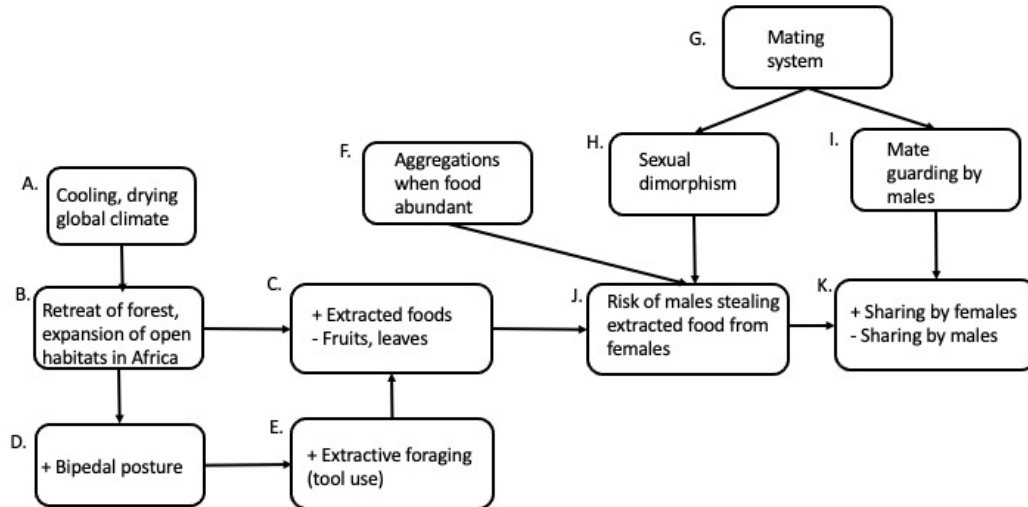 A.
Cooling, drying
global climate
B.
Retreat of forest,
expansion of open
habitats in Africa
C.
+ Extracted foods
- Fruits, leaves
D.
+ Bipedal posture
E.
+ Extractive foraging
(tool use)
F.
Aggregations
when food
abundant
G.
Mating
system
H.
Sexual
dimorphism
I.
Mate
guarding by
males
J.
Risk of males stealing
extracted food from
females
K.
+ Sharing by females
- Sharing by males